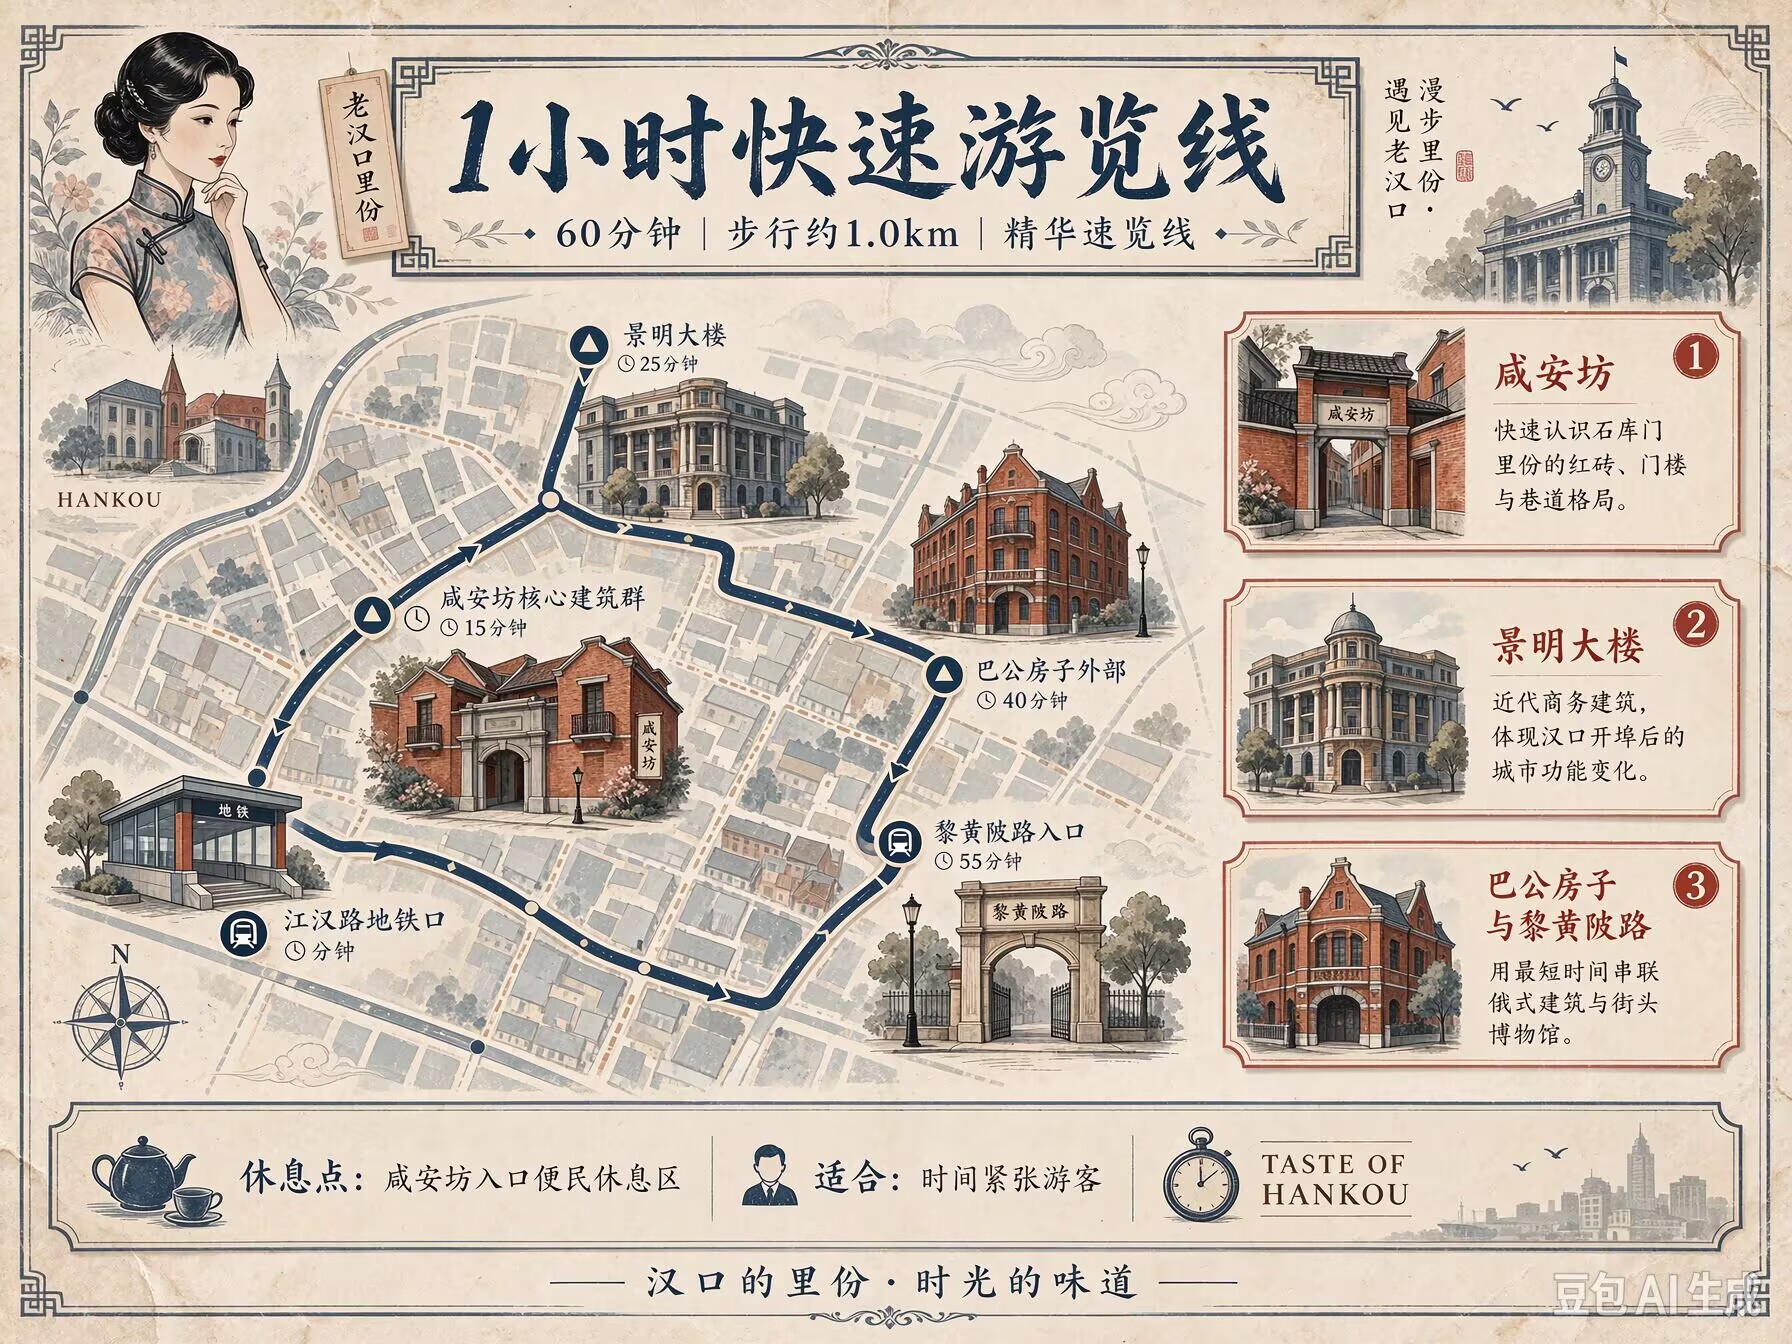 老汉口里份
1小时快速游览线
60分钟｜步行约1.0km｜精华速览线
漫步里份·
遇见老汉口
HANKOU
景明大楼
25分钟
咸安坊核心建筑群
15分钟
咸安坊
巴公房子外部
40分钟
地铁
江汉路地铁口
分钟
黎黄陂路入口
55分钟
黎黄陂路
N
1
咸安坊
咸安坊
快速认识石库门
里份的红砖、门楼
与巷道格局。
2
景明大楼
近代商务建筑，
体现汉口开埠后的
城市功能变化。
3
巴公房子
与黎黄陂路
用最短时间串联
俄式建筑与街头
博物馆。
休息点：咸安坊入口便民休息区
适合：时间紧张游客
TASTE OF
HANKOU
汉口的里份·时光的味道
豆包AI生成